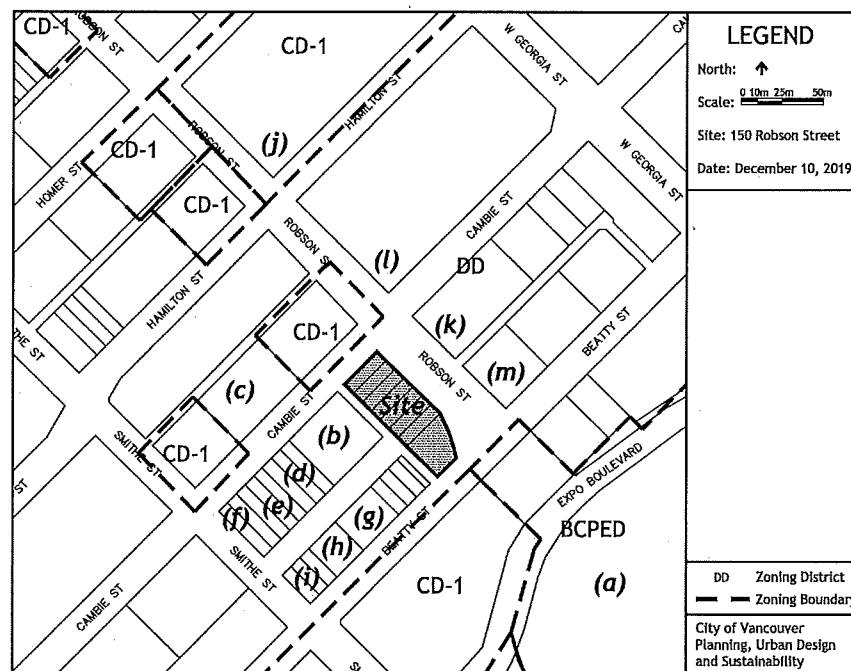 LEGEND
North:
Scale: 0 10m 25m 50m
Site: 150 Robson Street
Date: December 10, 2019
DD Zoning District
Zoning Boundary
City of Vancouver
Planning, Urban Design
and Sustainability
CD-1
ROBSON ST
CD-1
W GEORGIA ST
CA
HAMILTON ST
ROBSON ST
(j)
CD-1
W GEORGIA ST
HOMER ST
CD-1
CAMBIE ST
ROBSON ST
(l)
DD
HAMILTON ST
BEATTY ST
THE ST
CD-1
(k)
ROBSON ST
(m)
(c)
Site
CAMBIE ST
(b)
SMITHE ST
CD-1
(d)
EXPO BOULEVARD
ST
(e)
(g)
(f)
BEATTY ST
BCPED
(h)
SMITHE ST
(i)
CD-1
(a)
CAMBIE ST
S